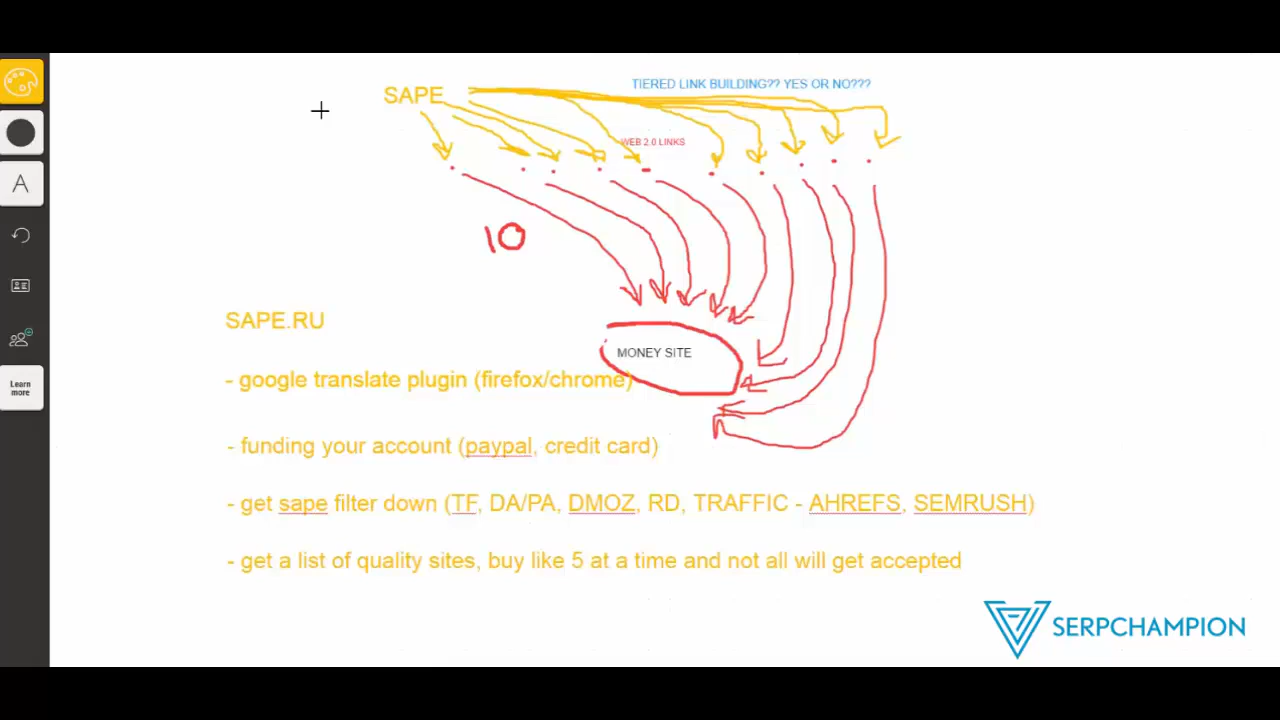 TIERED LINK BUILDING?? YES OR NO???
SAPE
WEB 2.0 LINKS
10
SAPE.RU
MONEY SITE
- google translate plugin (firefox/chrome)
- funding your account (paypal, credit card)
- get sape filter down (TF, DA/PA, DMOZ, RD, TRAFFIC - AHREFS, SEMRUSH)
- get a list of quality sites, buy like 5 at a time and not all will get accepted
A
Learn
more
SERPCHAMPION